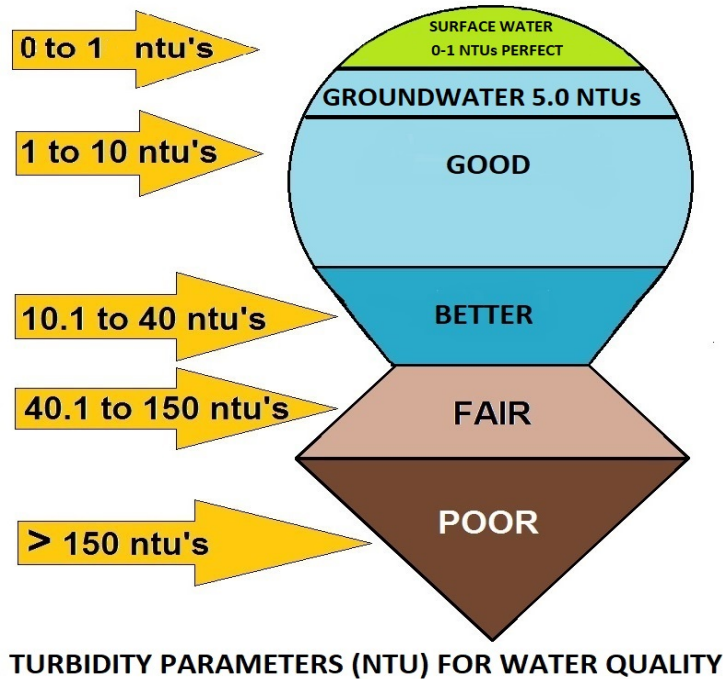 0 to 1 ntu's
SURFACE WATER
0-1 NTUs PERFECT
GROUNDWATER 5.0 NTUs
1 to 10 ntu's
GOOD
10.1 to 40 ntu's
BETTER
40.1 to 150 ntu's
FAIR
> 150 ntu's
POOR
TURBIDITY PARAMETERS (NTU) FOR WATER QUALITY